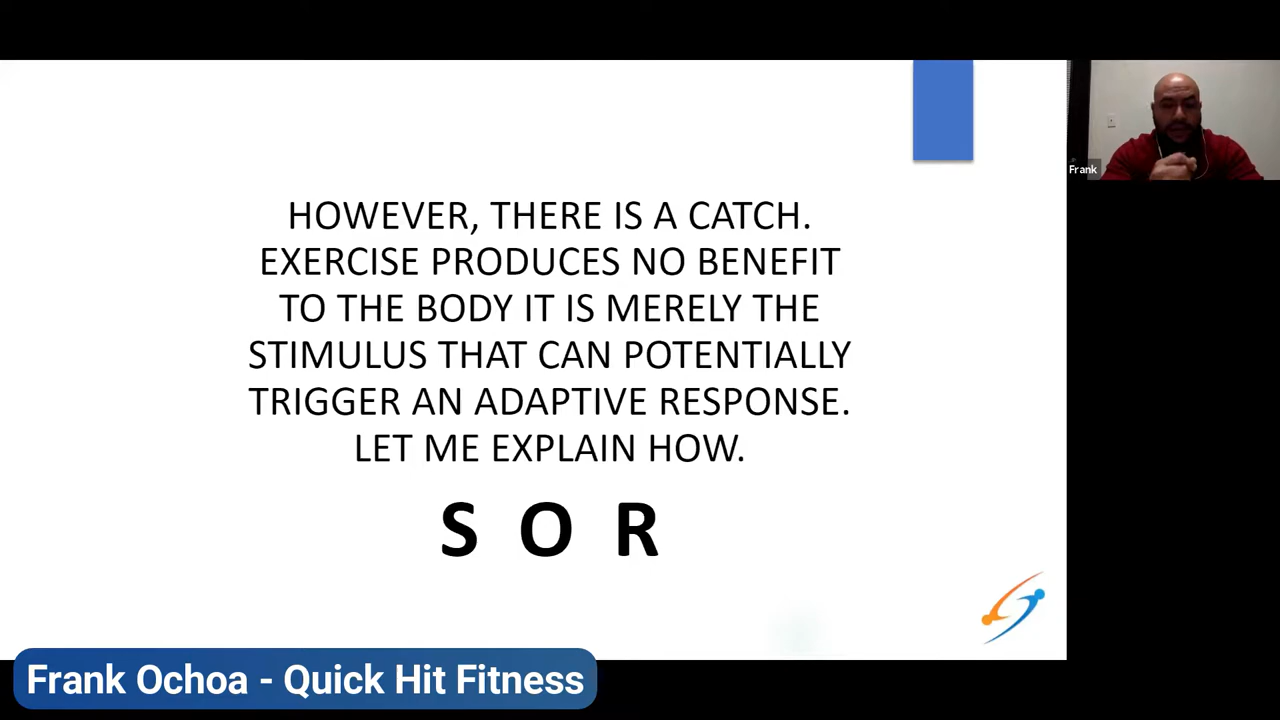 HOWEVER, THERE IS A CATCH.
EXERCISE PRODUCES NO BENEFIT
TO THE BODY IT IS MERELY THE
STIMULUS THAT CAN POTENTIALLY
TRIGGER AN ADAPTIVE RESPONSE.
LET ME EXPLAIN HOW.
S O R
Frank
Frank Ochoa - Quick Hit Fitness